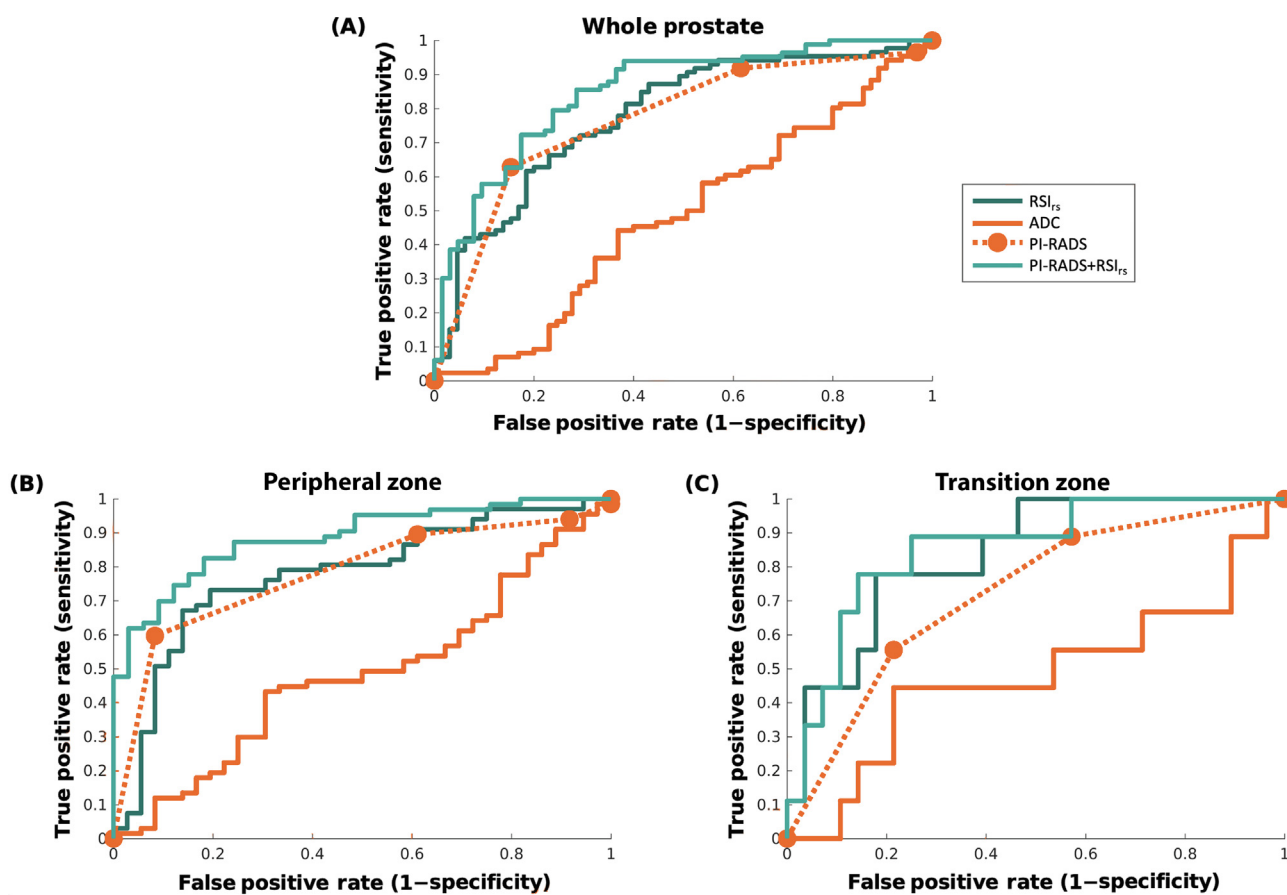 (A)
Whole prostate
True positive rate (sensitivity)
1
0.9
0.8
0.7
0.6
0.5
0.4
0.3
0.2
0.1
0
0 0.2 0.4 0.6 0.8 1
False positive rate (1−specificity)
RSIrs
ADC
PI-RADS
PI-RADS+RSIrs
(B)
Peripheral zone
True positive rate (sensitivity)
1
0.9
0.8
0.7
0.6
0.5
0.4
0.3
0.2
0.1
0
0 0.2 0.4 0.6 0.8 1
False positive rate (1−specificity)
(C)
Transition zone
True positive rate (sensitivity)
1
0.9
0.8
0.7
0.6
0.5
0.4
0.3
0.2
0.1
0
0 0.2 0.4 0.6 0.8 1
False positive rate (1−specificity)